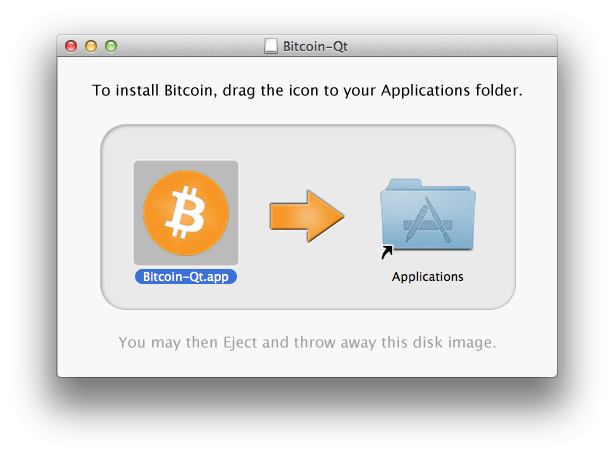 Bitcoin-Qt
To install Bitcoin, drag the icon to your Applications folder.
Bitcoin-Qt.app
Applications
You may then Eject and throw away this disk image.